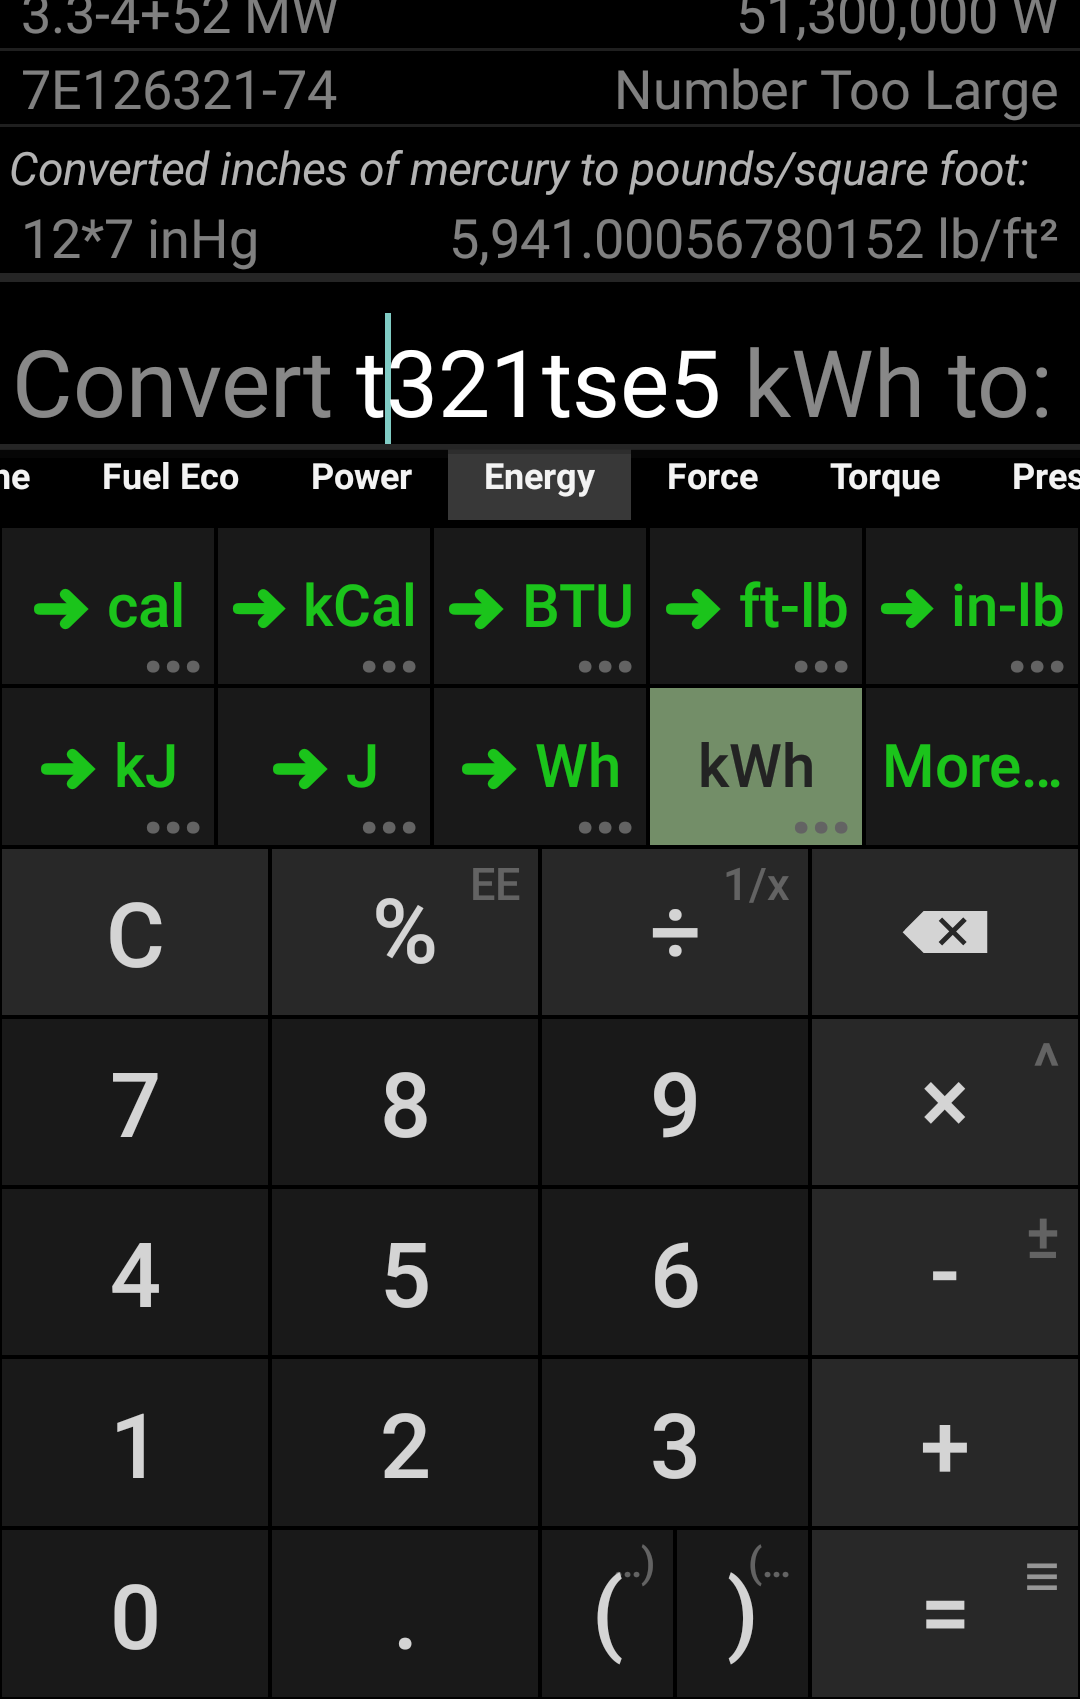 3.3-4+52 MW 51,300,000 W
7E126321-74 Number Too Large
Converted inches of mercury to pounds/square foot:
12*7 inHg 5,941.00056780152 lb/ft²
Convert t321tse5 kWh to:
ne Fuel Eco Power Energy Force Torque Pres
→ cal → kCal → BTU → ft-lb → in-lb
→ kJ → J → Wh kWh More...
C % EE ÷ 1/x ×
7 8 9 × ^
4 5 6 - ±
1 2 3 +
0 . ( ..) ) (... = ≡